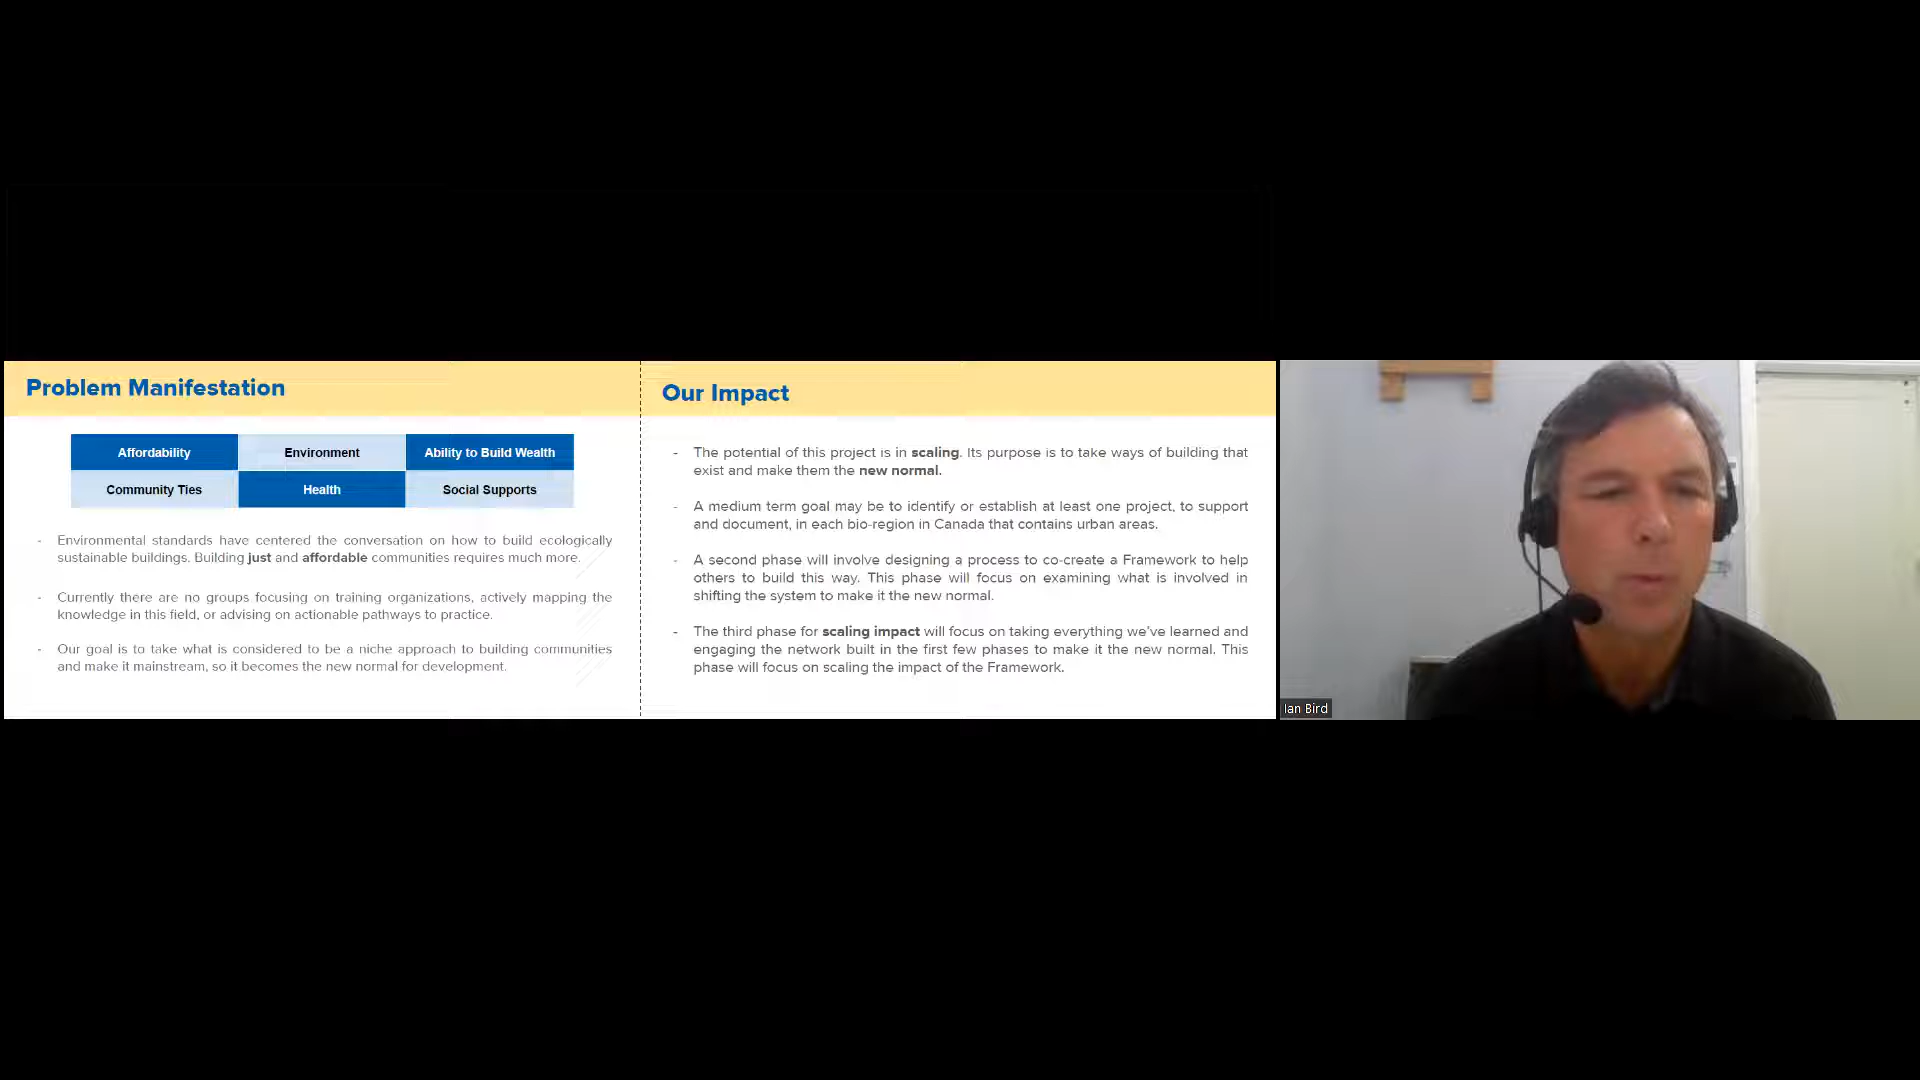 Problem Manifestation
Affordability
Environment
Ability to Build Wealth
Community Ties
Health
Social Supports
- Environmental standards have centered the conversation on how to build ecologically
sustainable buildings. Building just and affordable communities requires much more.
- Currently there are no groups focusing on training organizations, actively mapping the
knowledge in this field, or advising on actionable pathways to practice.
- Our goal is to take what is considered to be a niche approach to building communities
and make it mainstream, so it becomes the new normal for development.
Our Impact
- The potential of this project is in scaling. Its purpose is to take ways of building that
exist and make them the new normal.
- A medium term goal may be to identify or establish at least one project, to support
and document, in each bio-region in Canada that contains urban areas.
- A second phase will involve designing a process to co-create a Framework to help
others to build this way. This phase will focus on examining what is involved in
shifting the system to make it the new normal.
- The third phase for scaling impact will focus on taking everything we've learned and
engaging the network built in the first few phases to make it the new normal. This
phase will focus on scaling the impact of the Framework.
Ian Bird